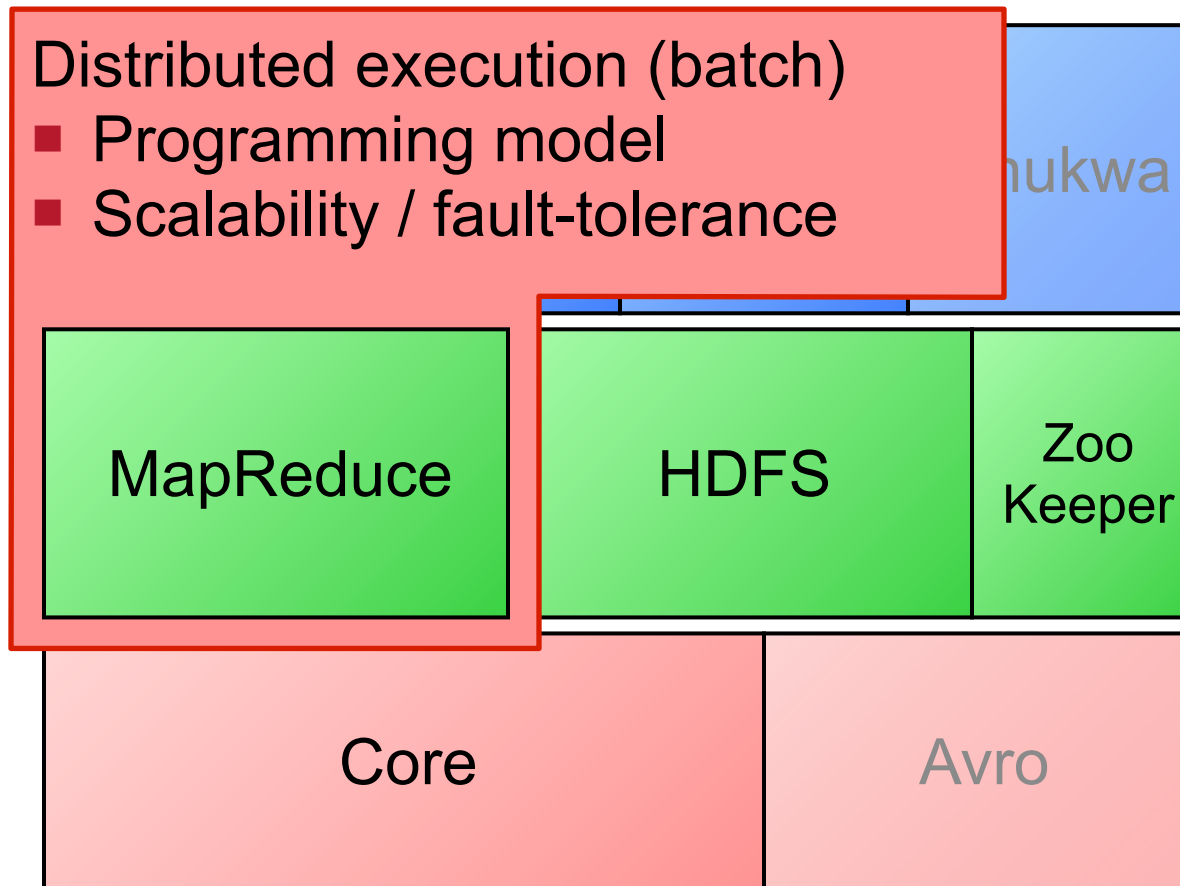 Distributed execution (batch)
Programming model
Scalability / fault-tolerance
MapReduce
HDFS
Zoo
Keeper
Core
Avro